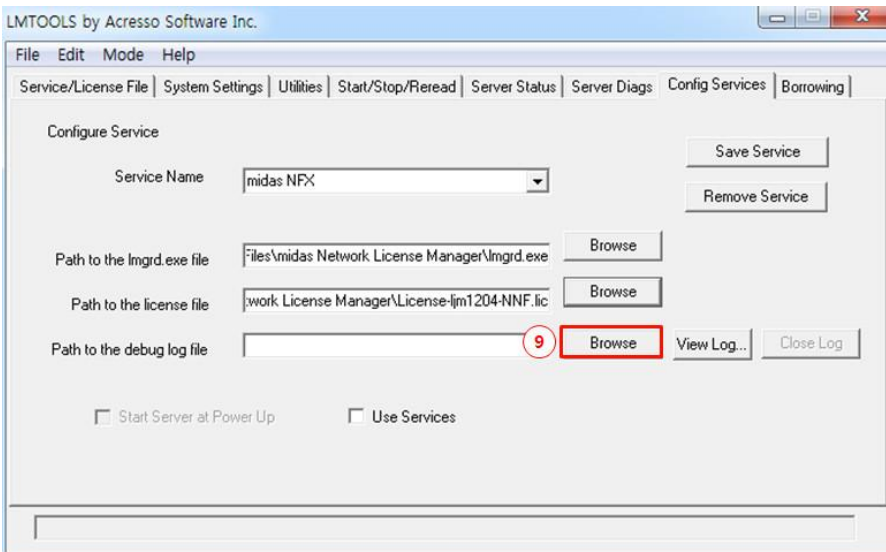 LMTOOLS by Acresso Software Inc.
File Edit Mode Help
Service/License File System Settings Utilities Start/Stop/Reread Server Status Server Diags Config Services Borrowing
Configure Service
Save Service
Service Name midas NFX
Remove Service
Path to the lmgrd.exe file Files\midas Network License Manager\lmgrd.exe Browse
Path to the license file work License Manager\License-ljm1204-NNF.lic Browse
Path to the debug log file 9 Browse View Log... Close Log
Start Server at Power Up Use Services